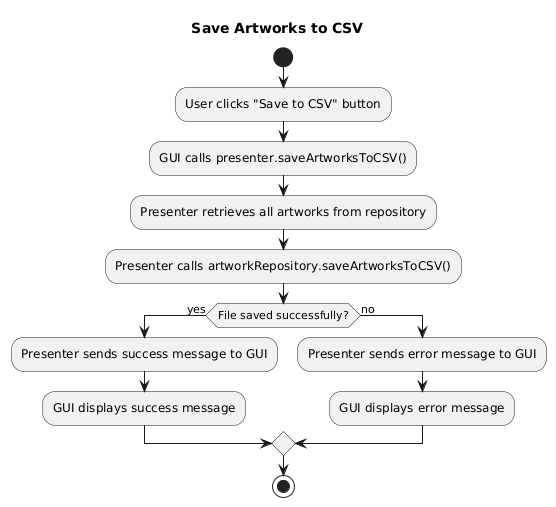 Save Artworks to CSV
User clicks "Save to CSV" button
GUI calls presenter.saveArtworksToCSV()
Presenter retrieves all artworks from repository
Presenter calls artworkRepository.saveArtworksToCSV()
yes
File saved successfully?
no
Presenter sends success message to GUI
Presenter sends error message to GUI
GUI displays success message
GUI displays error message